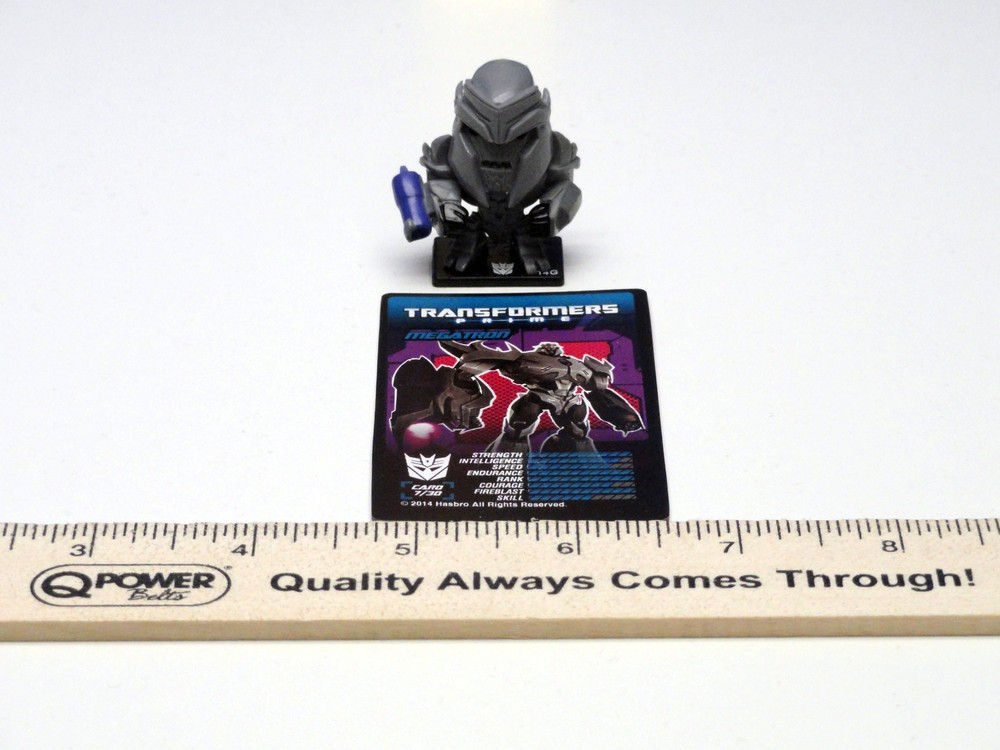 14G
TRANSFORMERS
PRIME
MEGATRON
STRENGTH
INTELLIGENCE
SPEED
ENDURANCE
RANK
COURAGE
FIREBLAST
SKILL
CARD
7/30
© 2014 Hasbro All Rights Reserved.
3 4 5 6 7 8
QPOWER®
Belts
Quality Always Comes Through!